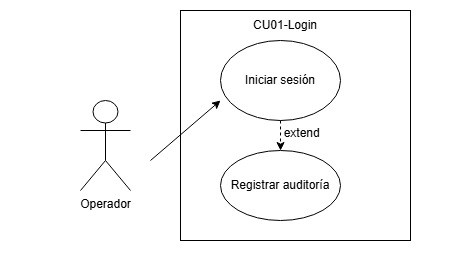 CU01-Login
Iniciar sesión
extend
Registrar auditoría
Operador